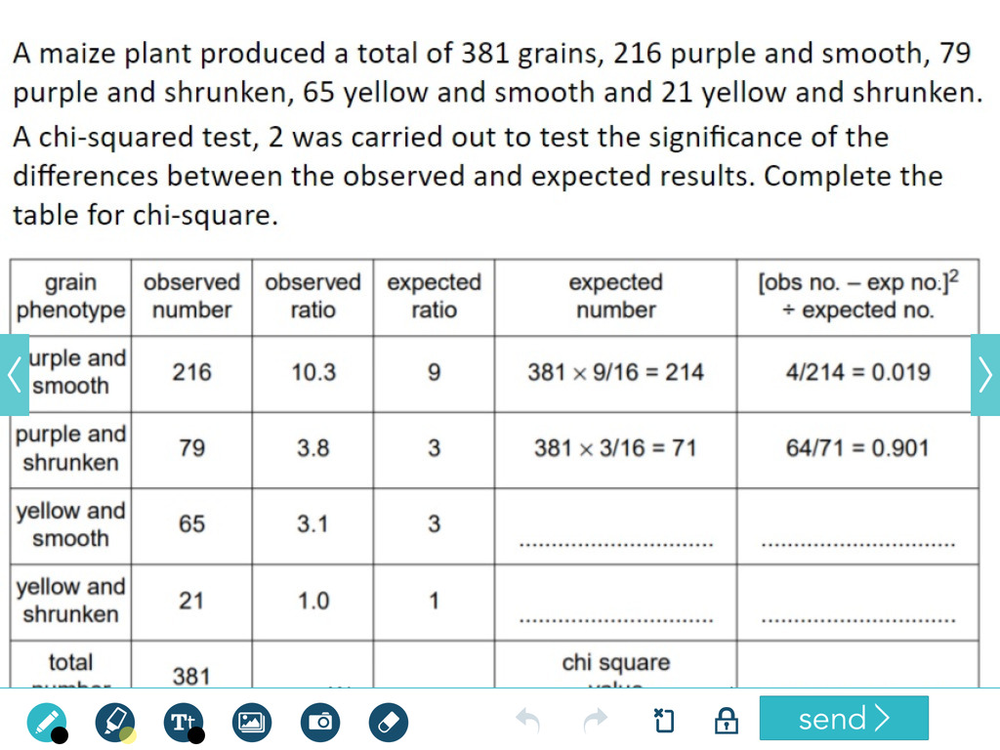 A maize plant produced a total of 381 grains, 216 purple and smooth, 79
purple and shrunken, 65 yellow and smooth and 21 yellow and shrunken.
A chi-squared test, 2 was carried out to test the significance of the
differences between the observed and expected results. Complete the
table for chi-square.
grain phenotype observed number observed ratio expected ratio expected number [obs no. – exp no.]² ÷ expected no.
urple and smooth 216 10.3 9 381 × 9/16 = 214 4/214 = 0.019
purple and shrunken 79 3.8 3 381 × 3/16 = 71 64/71 = 0.901
yellow and smooth 65 3.1 3 .............................. ..............................
yellow and shrunken 21 1.0 1 .............................. ..............................
total 381 chi square
Tt
send